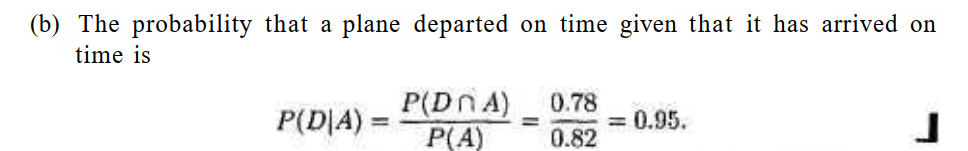 (b) The probability that a plane departed on time given that it has arrived on
time is
P(D|A) = P(D ∩ A) / P(A) = 0.78 / 0.82 = 0.95.